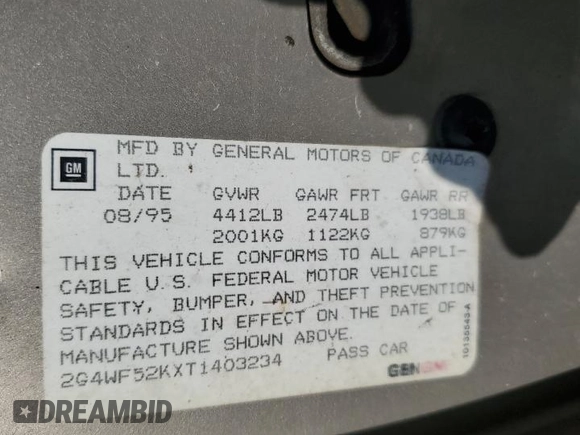 GM
MFD BY GENERAL MOTORS OF CANADA
LTD.
DATE GVWR GAWR FRT GAWR RR
08/95 4412LB 2474LB 1938LB
2001KG 1122KG 879KG
THIS VEHICLE CONFORMS TO ALL APPLI-
CABLE U.S. FEDERAL MOTOR VEHICLE
SAFETY, BUMPER, AND THEFT PREVENTION
STANDARDS IN EFFECT ON THE DATE OF
MANUFACTURE SHOWN ABOVE.
2G4WF52KXT1403234 PASS CAR
DREAMBID